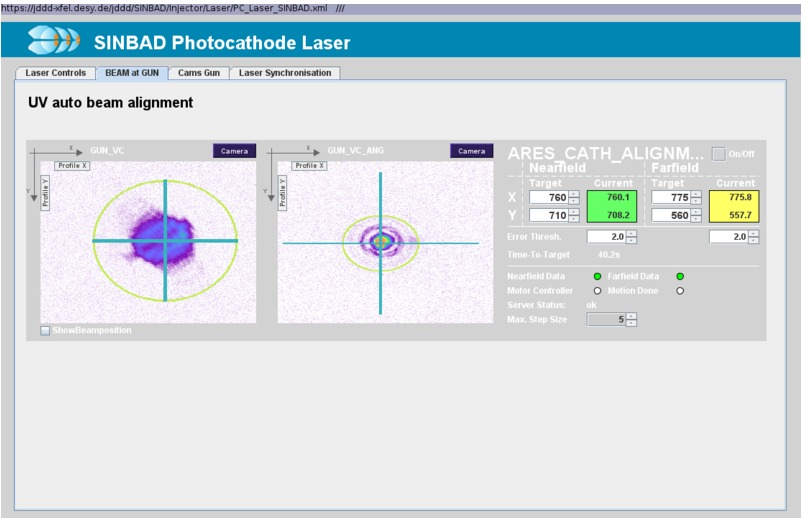 https://jddd-xfel.desy.de/jddd/SINBAD/Injector/Laser/PC_Laser_SINBAD.xml ///
SINBAD Photocathode Laser
Laser Controls BEAM at GUN Cams Gun Laser Synchronisation
UV auto beam alignment
X GUN_VC Camera
Profile X
Y Profile Y
ShowBeamposition
X GUN_VC_ANG Camera
Profile X
Y Profile Y
ARES_CATH_ALIGNM... On/Off
Nearfield Farfield
Target Current Target Current
X 760 760.1 775 775.8
Y 710 708.2 560 557.7
Error Thresh. 2.0 2.0
Time-To-Target 40.2s
Nearfield Data Farfield Data
Motor Controller Motion Done
Server Status: ok
Max. Step Size 5